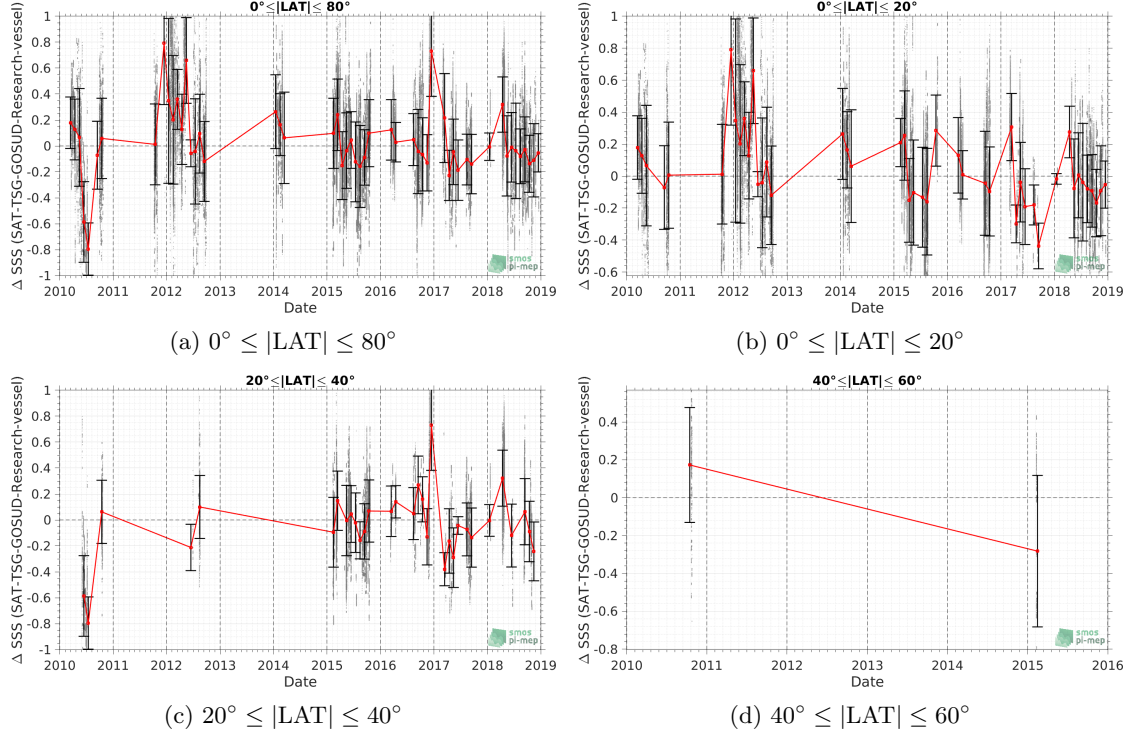 0°≤|LAT|≤ 80°
Δ SSS (SAT-TSG-GOSUD-Research-vessel)
1
0.8
0.6
0.4
0.2
0
-0.2
-0.4
-0.6
-0.8
-1
2010 2011 2012 2013 2014 2015 2016 2017 2018 2019
Date
smos
pi-mep
(a) 0° ≤ |LAT| ≤ 80°
0°≤|LAT|≤ 20°
Δ SSS (SAT-TSG-GOSUD-Research-vessel)
1
0.8
0.6
0.4
0.2
0
-0.2
-0.4
-0.6
2010 2011 2012 2013 2014 2015 2016 2017 2018 2019
Date
smos
pi-mep
(b) 0° ≤ |LAT| ≤ 20°
20°≤|LAT|≤ 40°
Δ SSS (SAT-TSG-GOSUD-Research-vessel)
1
0.8
0.6
0.4
0.2
0
-0.2
-0.4
-0.6
-0.8
-1
2010 2011 2012 2013 2014 2015 2016 2017 2018 2019
Date
smos
pi-mep
(c) 20° ≤ |LAT| ≤ 40°
40°≤|LAT|≤ 60°
Δ SSS (SAT-TSG-GOSUD-Research-vessel)
0.4
0.2
0
-0.2
-0.4
-0.6
-0.8
2010 2011 2012 2013 2014 2015 2016
Date
smos
pi-mep
(d) 40° ≤ |LAT| ≤ 60°